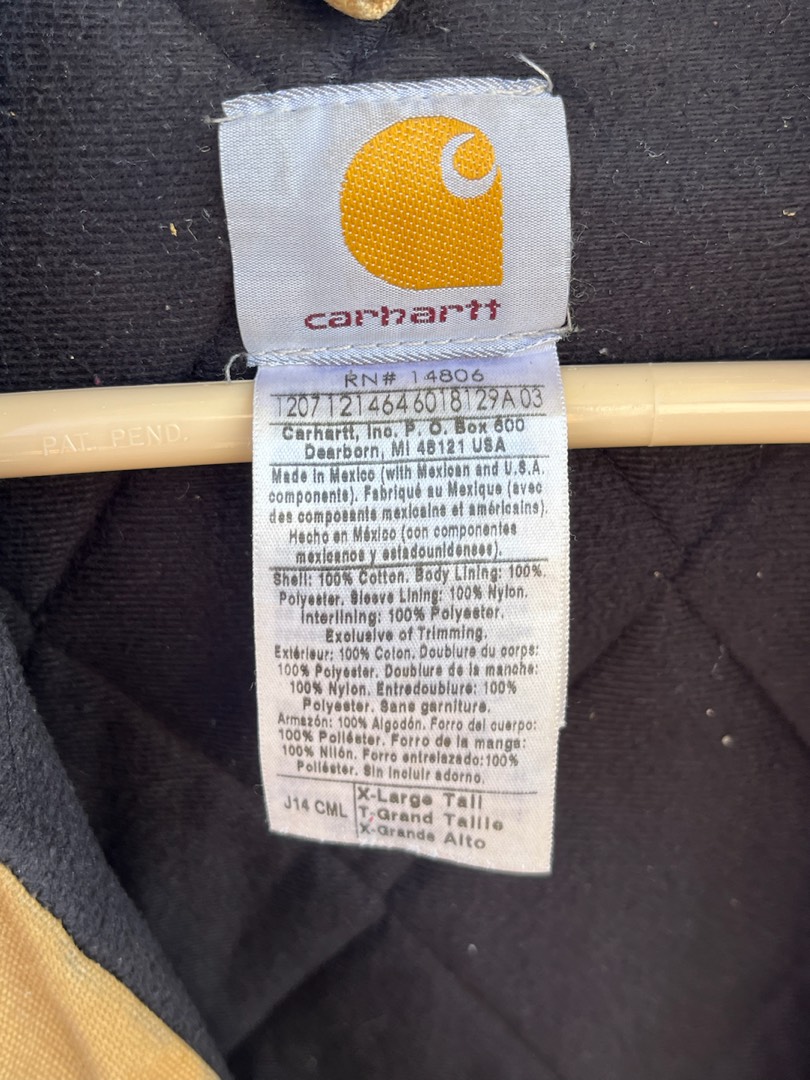 carhartt
RN# 14806
1207 121464601 8129A 03
Carhartt, Inc. P. O. Box 600
Dearborn, MI 48121 USA
Made in Mexico (with Mexican and U.S.A.
components). Fabriqué au Mexique (avec
des composants mexicains et américains).
Hecho en México (con componentes
mexicanos y estadounidenses).
Shell: 100% Cotton. Body Lining: 100%.
Polyester. Sleeve Lining: 100% Nylon.
Interlining: 100% Polyester.
Exclusive of Trimming.
Extérieur: 100% Coton. Doublure du corps:
100% Polyester. Doublure de la manche:
100% Nylon. Entredoublure: 100%
Polyester. Sans garniture.
Armazón: 100% Algodón. Forro del cuerpo:
100% Poliéster. Forro de la manga:
100% Nilón. Forro entrelazado:100%
Poliéster. Sin incluir adorno.
J14 CML
X-Large Tall
T-Grand Taille
X-Grande Alto
PAT. PEND.